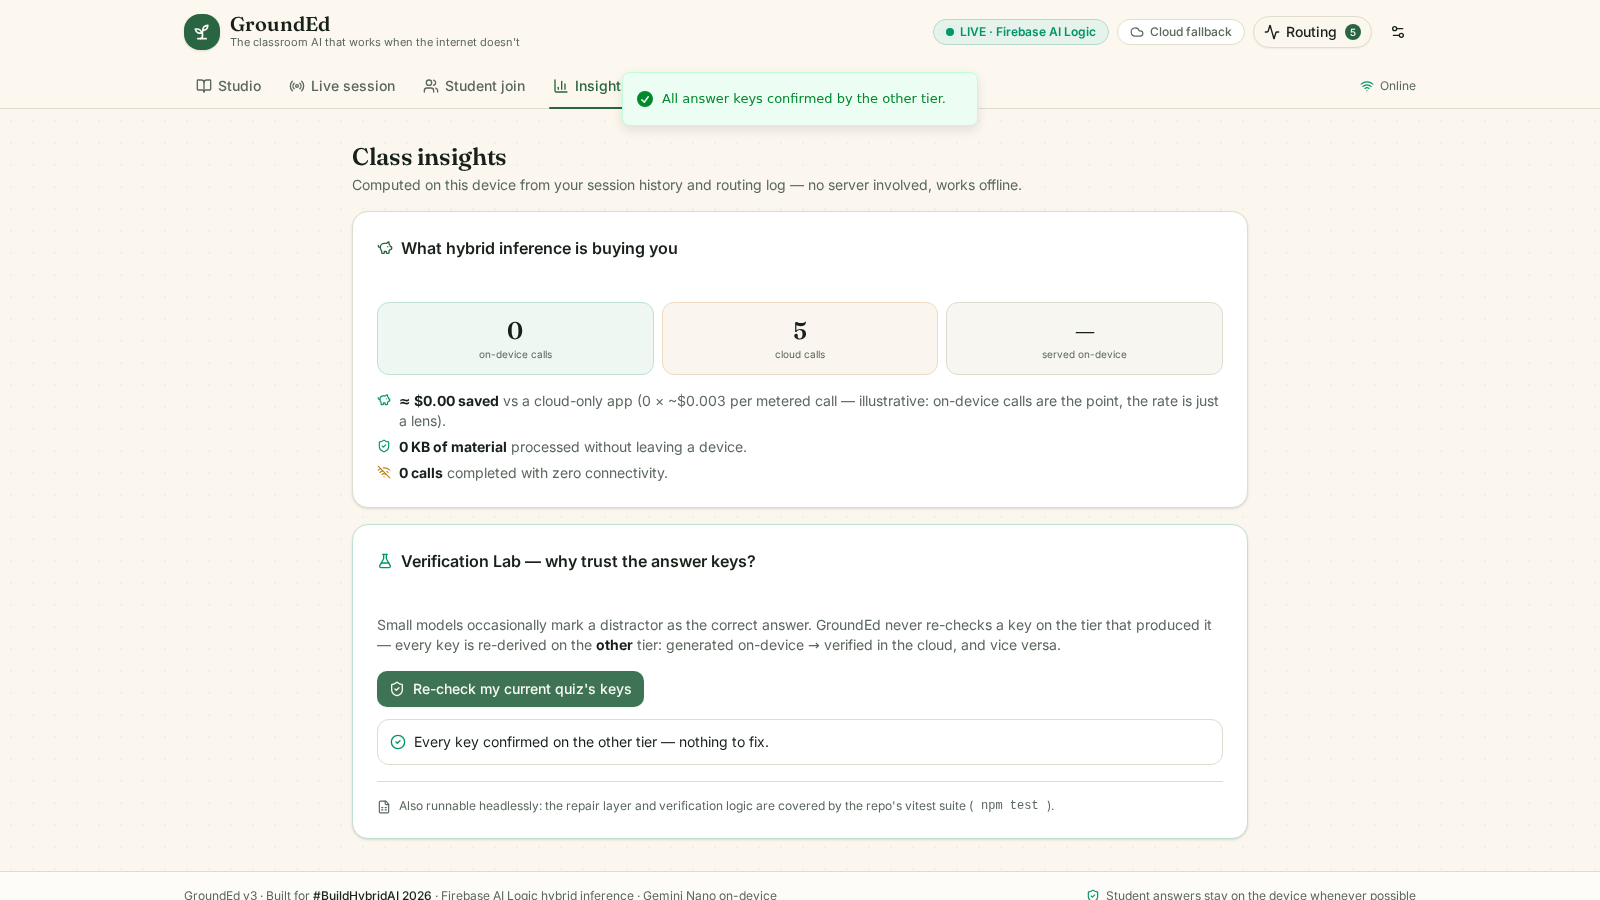 GroundEd
The classroom AI that works when the internet doesn't
LIVE · Firebase AI Logic
Cloud fallback
Routing 5
Studio
Live session
Student join
Insight
All answer keys confirmed by the other tier.
Online
Class insights
Computed on this device from your session history and routing log — no server involved, works offline.
What hybrid inference is buying you
0
on-device calls
5
cloud calls
—
served on-device
≈ $0.00 saved vs a cloud-only app (0 × ~$0.003 per metered call — illustrative: on-device calls are the point, the rate is just
a lens).
0 KB of material processed without leaving a device.
0 calls completed with zero connectivity.
Verification Lab — why trust the answer keys?
Small models occasionally mark a distractor as the correct answer. GroundEd never re-checks a key on the tier that produced it
— every key is re-derived on the other tier: generated on-device → verified in the cloud, and vice versa.
Re-check my current quiz's keys
Every key confirmed on the other tier — nothing to fix.
Also runnable headlessly: the repair layer and verification logic are covered by the repo's vitest suite ( npm test ).
GroundEd v3 · Built for #BuildHybridAI 2026 · Firebase AI Logic hybrid inference · Gemini Nano on-device
Student answers stay on the device whenever possible